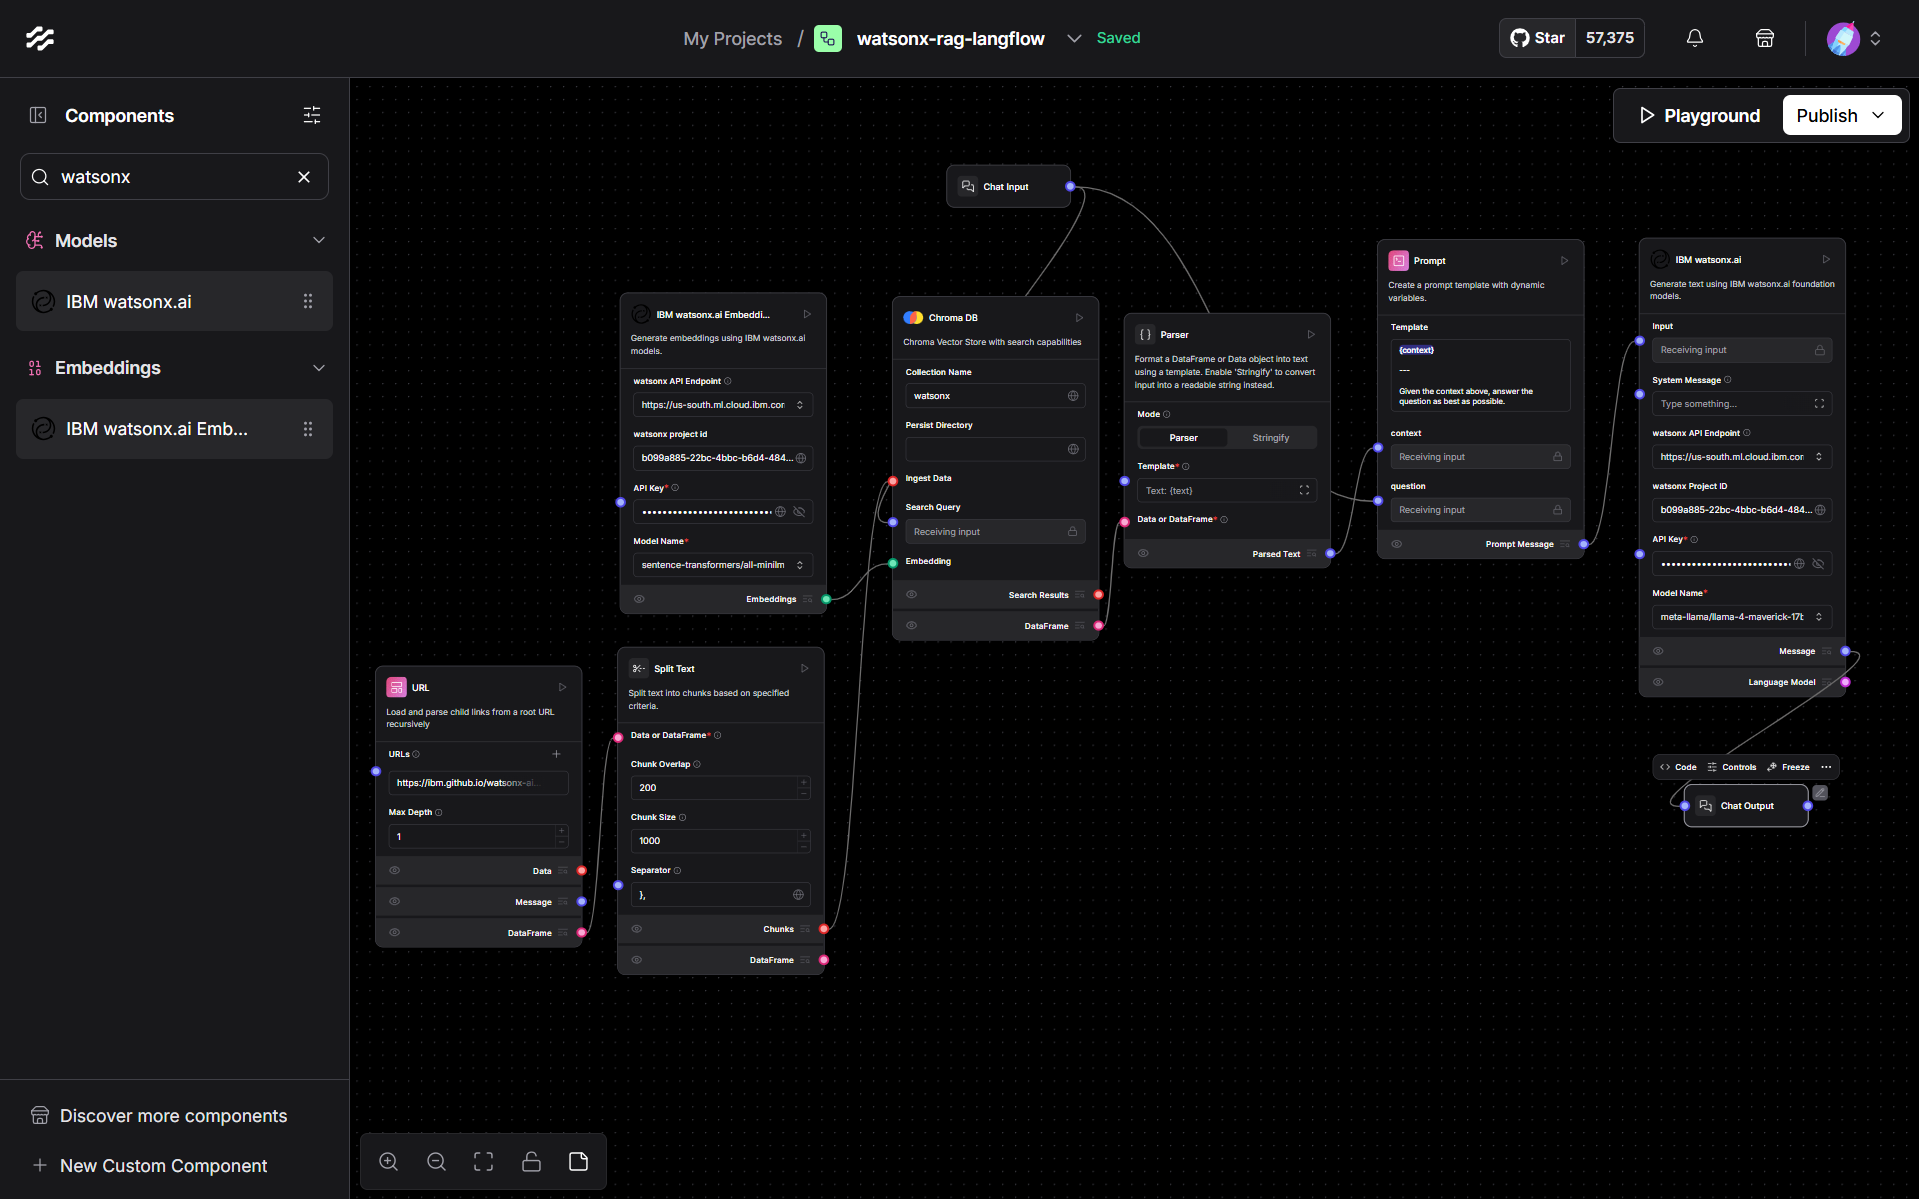 My Projects / watsonx-rag-langflow Saved
Star 57,375
Components
watsonx
Models
IBM watsonx.ai
Embeddings
IBM watsonx.ai Emb...
Discover more components
New Custom Component
Playground
Publish
Chat Input
IBM watsonx.ai Embeddi...
Generate embeddings using IBM watsonx.ai
models.
watsonx API Endpoint
https://us-south.ml.cloud.ibm.con
watsonx project id
b099a885-22bc-4bbc-b6d4-484...
API Key*
Model Name*
sentence-transformers/all-minilm
Embeddings
URL
Load and parse child links from a root URL
recursively
URLs
https://ibm.github.io/watsonx-ai...
Max Depth
1
Data
Message
DataFrame
Split Text
Split text into chunks based on specified
criteria.
Data or DataFrame*
Chunk Overlap
200
Chunk Size
1000
Separator
},
Chunks
DataFrame
Chroma DB
Chroma Vector Store with search capabilities
Collection Name
watsonx
Persist Directory
Ingest Data
Search Query
Receiving input
Embedding
Search Results
DataFrame
Parser
Format a DataFrame or Data object into text
using a template. Enable 'Stringify' to convert
input into a readable string instead.
Mode
Parser Stringify
Template*
Text: {text}
Data or DataFrame*
Parsed Text
Prompt
Create a prompt template with dynamic
variables.
Template
{context}
---
Given the context above, answer the
question as best as possible.
context
Receiving input
question
Receiving input
Prompt Message
IBM watsonx.ai
Generate text using IBM watsonx.ai foundation
models.
Input
Receiving input
System Message
Type something...
watsonx API Endpoint
https://us-south.ml.cloud.ibm.con
watsonx Project ID
b099a885-22bc-4bbc-b6d4-484...
API Key*
Model Name*
meta-llama/llama-4-maverick-17b
Message
Language Model
Code Controls Freeze ...
Chat Output